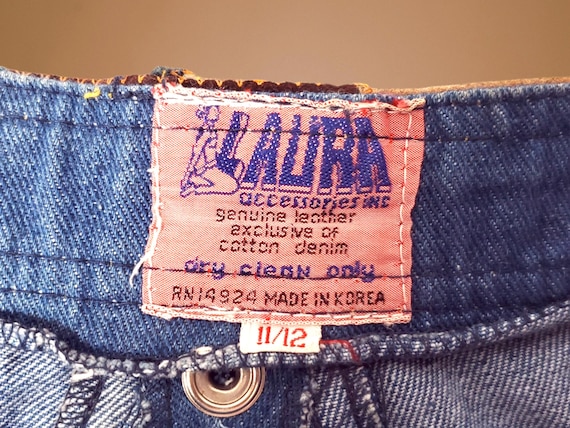 LAURA
accessories inc
genuine leather
exclusive of
cotton denim
dry clean only
RN14924 MADE IN KOREA
11/12